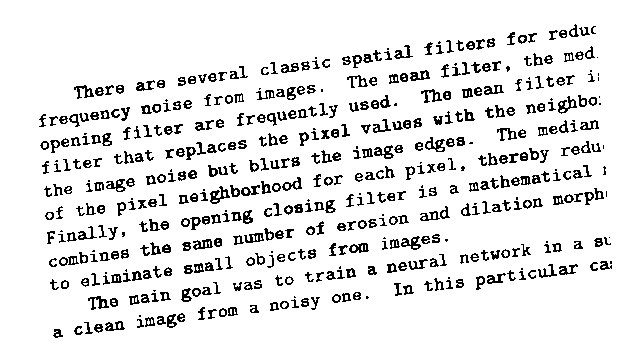 There are several classic spatial filters for reduc
frequency noise from images. The mean filter, the med
opening filter are frequently used. The mean filter i
filter that replaces the pixel values with the neighbo
the image noise but blurs the image edges. The median
of the pixel neighborhood for each pixel, thereby redu
Finally, the opening closing filter is a mathematical
combines the same number of erosion and dilation morph
to eliminate small objects from images.
The main goal was to train a neural network in a su
a clean image from a noisy one. In this particular ca